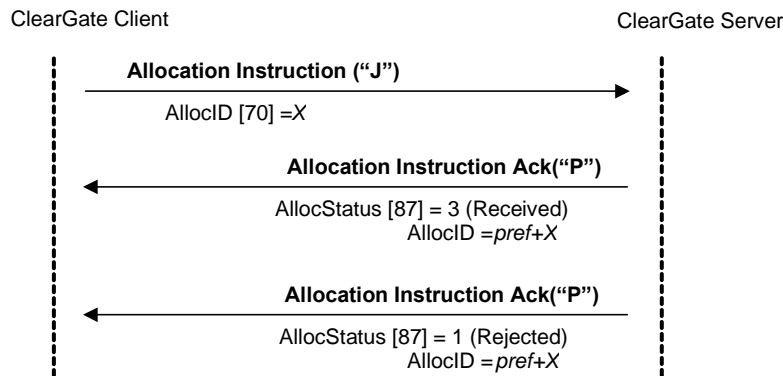 ClearGate Client
ClearGate Server
Allocation Instruction (“J”)
AllocID [70] =X
Allocation Instruction Ack(“P”)
AllocStatus [87] = 3 (Received)
AllocID =pref+X
Allocation Instruction Ack(“P”)
AllocStatus [87] = 1 (Rejected)
AllocID =pref+X